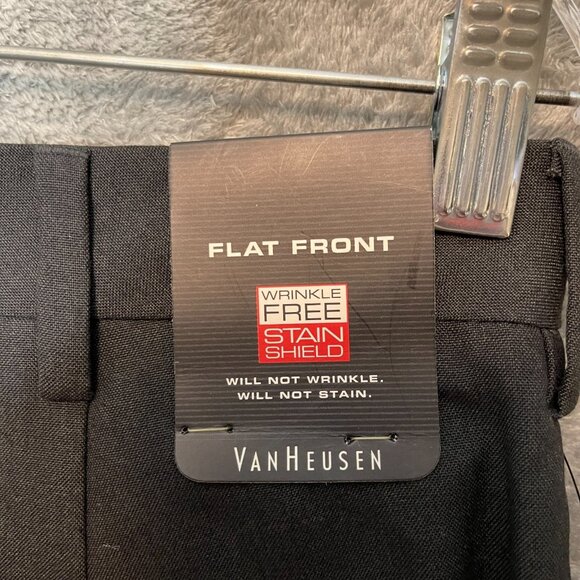 FLAT FRONT
WRINKLE
FREE
STAIN
SHIELD
WILL NOT WRINKLE.
WILL NOT STAIN.
VANHEUSEN